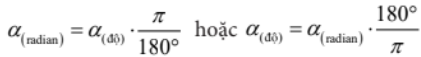 α(radian) = α(độ) · π/180° hoặc α(độ) = α(radian) · 180°/π